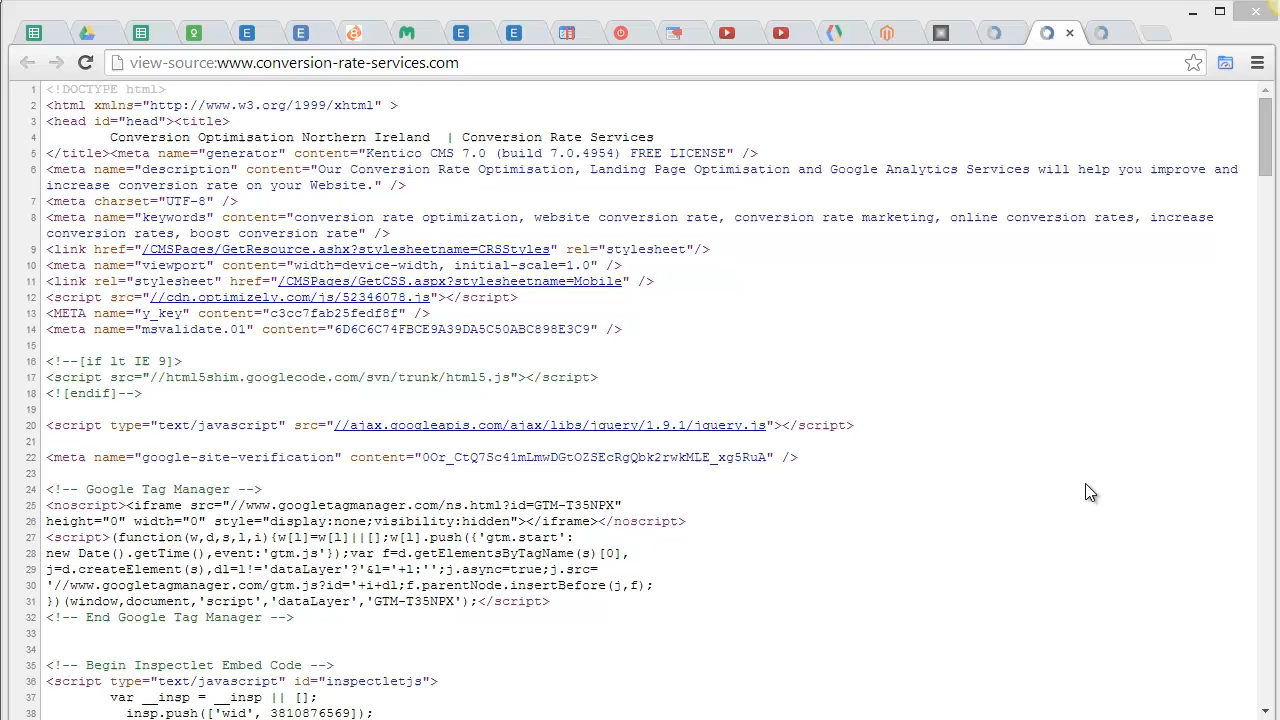 view-source:www.conversion-rate-services.com
1 <!DOCTYPE html>
2 <html xmlns="http://www.w3.org/1999/xhtml" >
3 <head id="head"><title>
4 Conversion Optimisation Northern Ireland | Conversion Rate Services
5 </title><meta name="generator" content="Kentico CMS 7.0 (build 7.0.4954) FREE LICENSE" />
6 <meta name="description" content="Our Conversion Rate Optimisation, Landing Page Optimisation and Google Analytics Services will help you improve and
increase conversion rate on your Website." />
7 <meta charset="UTF-8" />
8 <meta name="keywords" content="conversion rate optimization, website conversion rate, conversion rate marketing, online conversion rates, increase
conversion rates, boost conversion rate" />
9 <link href="/CMSPages/GetResource.ashx?stylesheetname=CRSStyles" rel="stylesheet"/>
10 <meta name="viewport" content="width=device-width, initial-scale=1.0" />
11 <link rel="stylesheet" href="/CMSPages/GetCSS.aspx?stylesheetname=Mobile" />
12 <script src="//cdn.optimizely.com/js/52346078.js"></script>
13 <META name="y_key" content="c3cc7fab25fedf8f" />
14 <meta name="msvalidate.01" content="6D6C6C74FBCE9A39DA5C50ABC898E3C9" />
15
16 <!--[if lt IE 9]>
17 <script src="//html5shim.googlecode.com/svn/trunk/html5.js"></script>
18 <![endif]-->
19
20 <script type="text/javascript" src="//ajax.googleapis.com/ajax/libs/jquery/1.9.1/jquery.js"></script>
21
22 <meta name="google-site-verification" content="0Or_CtQ7Sc41mLmwDGtOZSEcRgQbk2rwkMLE_xg5RuA" />
23
24 <!-- Google Tag Manager -->
25 <noscript><iframe src="//www.googletagmanager.com/ns.html?id=GTM-T35NPX"
26 height="0" width="0" style="display:none;visibility:hidden"></iframe></noscript>
27 <script>(function(w,d,s,l,i){w[l]=w[l]||[];w[l].push({'gtm.start':
28 new Date().getTime(),event:'gtm.js'});var f=d.getElementsByTagName(s)[0],
29 j=d.createElement(s),dl=l!='dataLayer'?'&l='+l:'';j.async=true;j.src=
30 '//www.googletagmanager.com/gtm.js?id='+i+dl;f.parentNode.insertBefore(j,f);
31 })(window,document,'script','dataLayer','GTM-T35NPX');</script>
32 <!-- End Google Tag Manager -->
33
34
35 <!-- Begin Inspectlet Embed Code -->
36 <script type="text/javascript" id="inspectletjs">
37 var __insp = __insp || [];
38 __insp.push(['wid', 3810876569]);